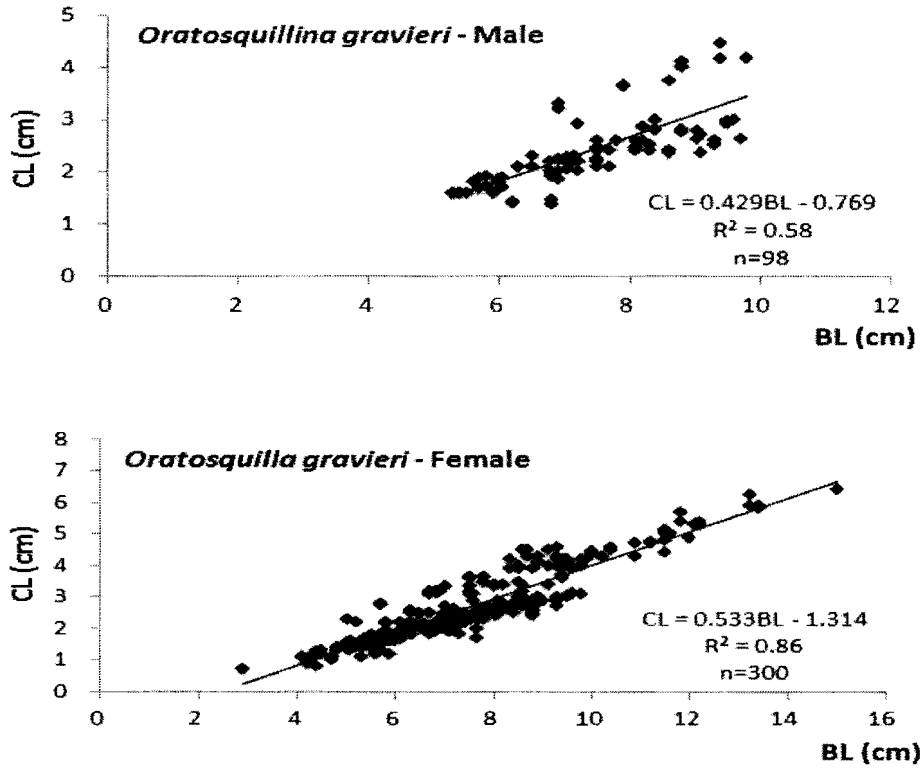 Oratosquillina gravieri - Male
5
4
3
2
1
0
CL (cm)
CL = 0.429BL - 0.769
R² = 0.58
n=98
0 2 4 6 8 10 12
BL (cm)
Oratosquilla gravieri - Female
8
7
6
5
4
3
2
1
0
CL (cm)
CL = 0.533BL - 1.314
R² = 0.86
n=300
0 2 4 6 8 10 12 14 16
BL (cm)